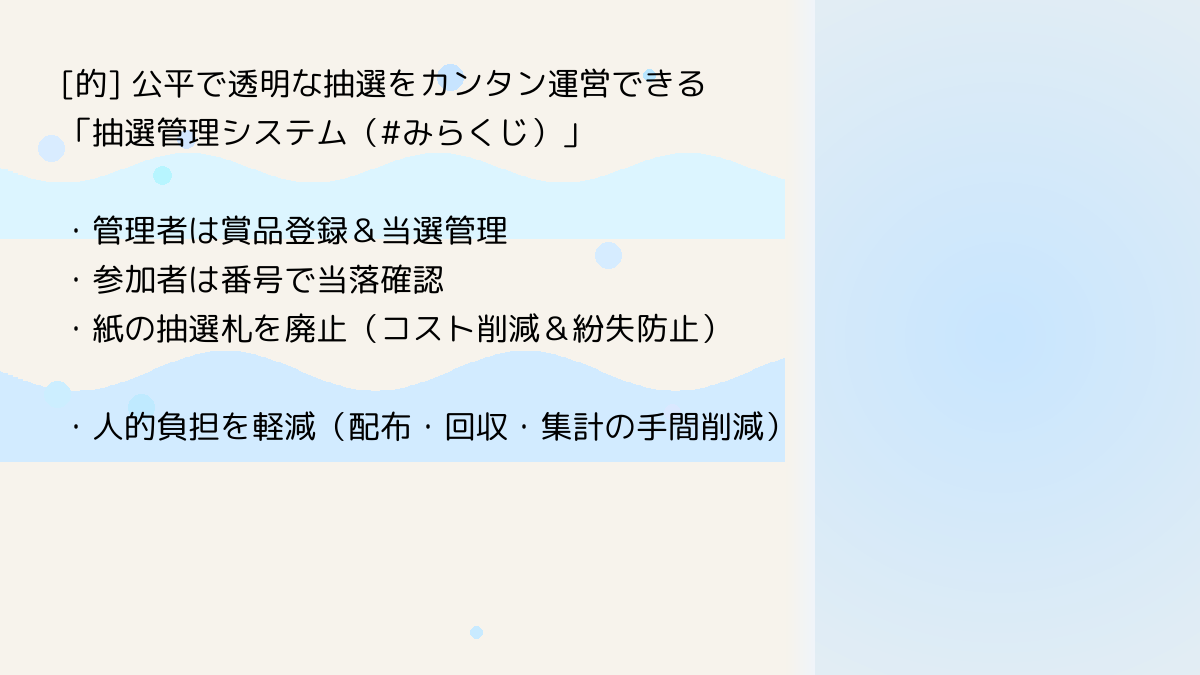 [的] 公平で透明な抽選をカンタン運営できる
「抽選管理システム（#みらくじ）」
・管理者は賞品登録＆当選管理
・参加者は番号で当落確認
・紙の抽選札を廃止（コスト削減＆紛失防止）
・人的負担を軽減（配布・回収・集計の手間削減）